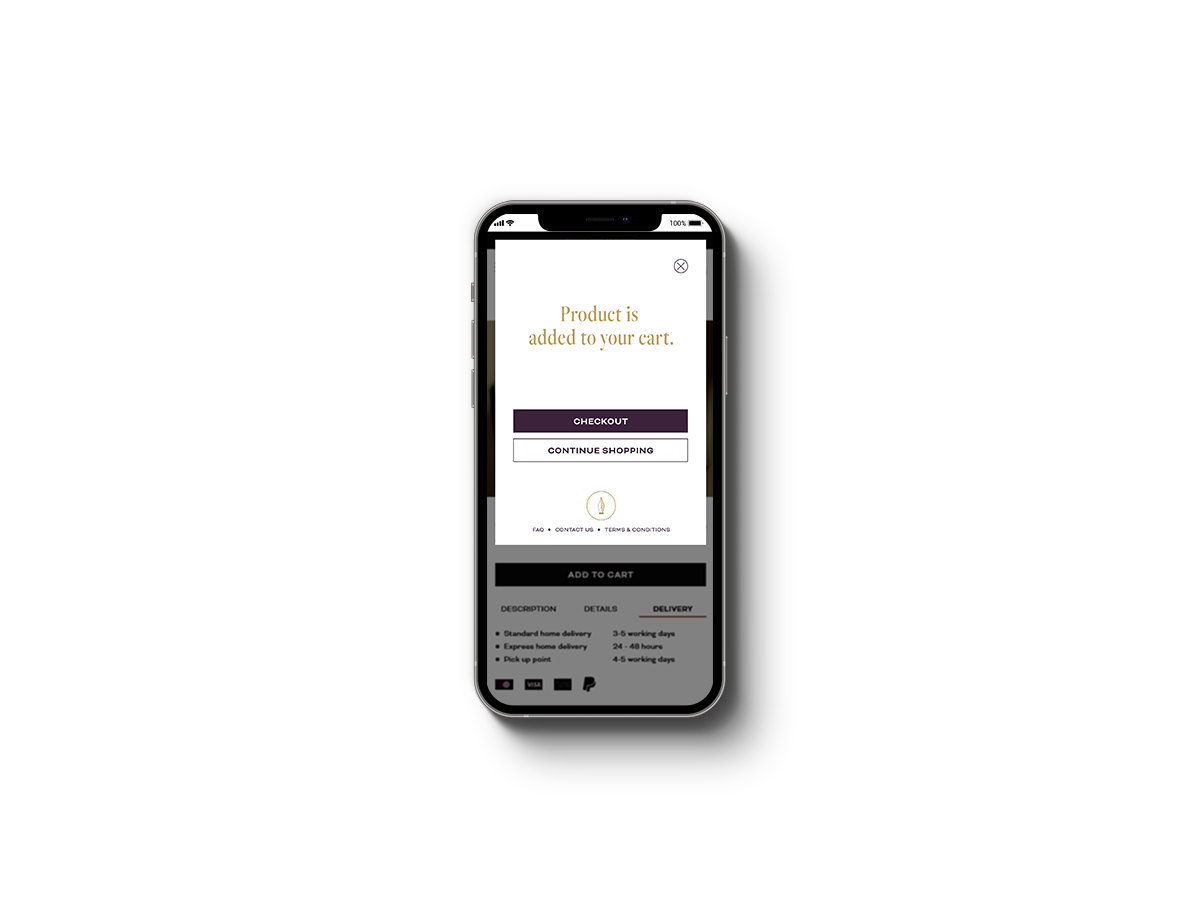 100%
Product is
added to your cart.
CHECKOUT
CONTINUE SHOPPING
FAQ • CONTACT US • TERMS & CONDITIONS
ADD TO CART
DESCRIPTION DETAILS DELIVERY
• Standard home delivery 3-5 working days
• Express home delivery 24 - 48 hours
• Pick up point 4-5 working days
VISA